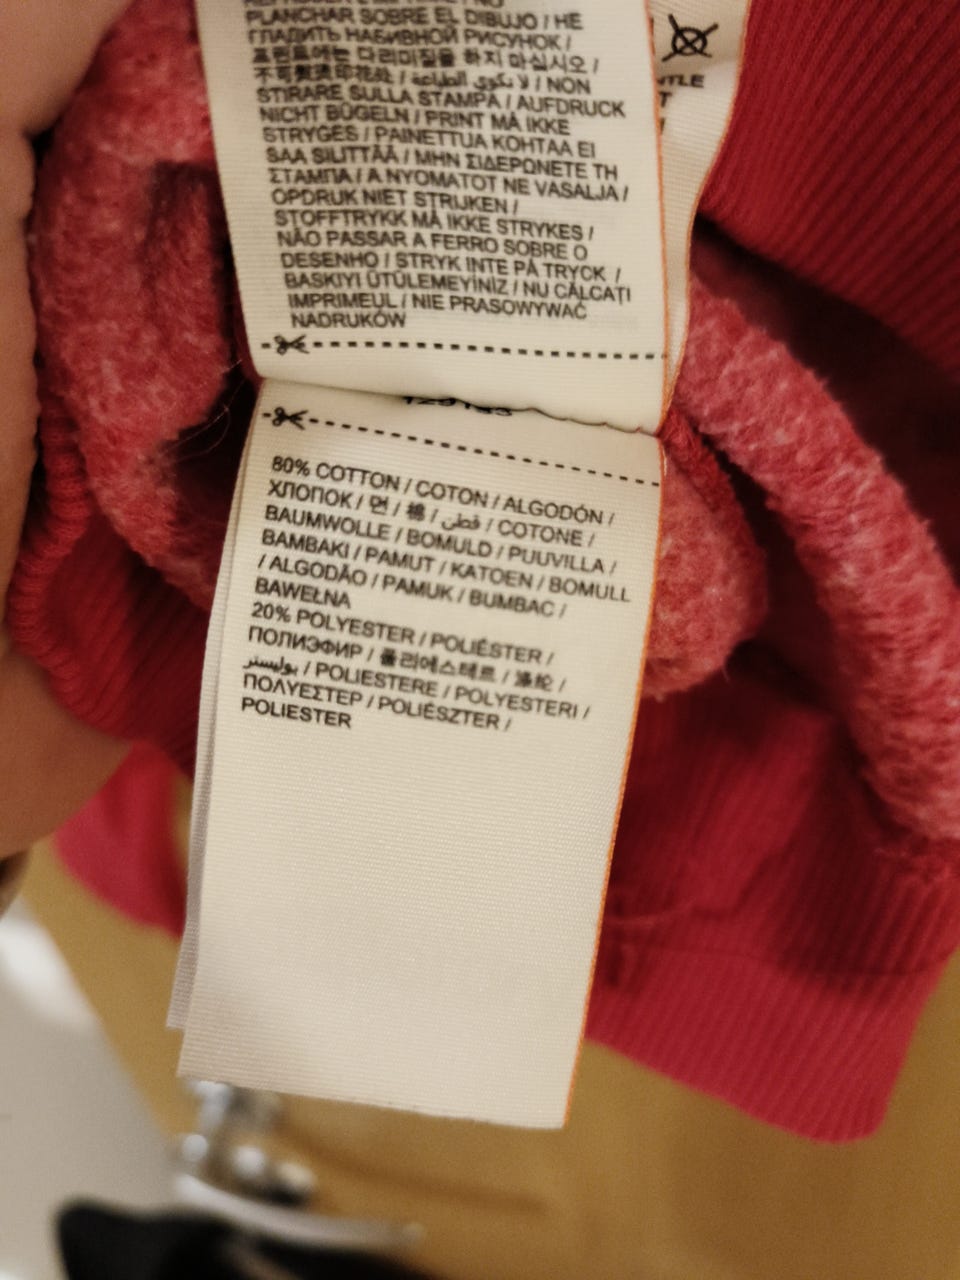 PLANCHAR SOBRE EL DIBUJO / НЕ
ГЛАДИТЬ НАБИВНОЙ РИСУНОК /
프린트에는 다리미질을 하지 마십시오 /
不可熨烫印花处 / لا تكوي الطباعة / NON
STIRARE SULLA STAMPA / AUFDRUCK
NICHT BÜGELN / PRINT MÅ IKKE
STRYGES / PAINETTUA KOHTAA EI
SAA SILITTÄÄ / ΜΗΝ ΣΙΔΕΡΩΝΕΤΕ ΤΗ
ΣΤΑΜΠΑ / A NYOMATOT NE VASALJA /
OPDRUK NIET STRIJKEN /
STOFFTRYKK MÅ IKKE STRYKES /
NÃO PASSAR A FERRO SOBRE O
DESENHO / STRYK INTE PÅ TRYCK /
BASKIYI ÜTÜLEMEYİNİZ / NU CĂLCAȚI
IMPRIMEUL / NIE PRASOWYWAĆ
NADRUKÓW
80% COTTON / COTON / ALGODÓN /
ХЛОПОК / 면 / 棉 / قطن / COTONE /
BAUMWOLLE / BOMULD / PUUVILLA /
BAMBAKI / PAMUT / KATOEN / BOMULL
/ ALGODÃO / PAMUK / BUMBAC /
BAWEŁNA
20% POLYESTER / POLIÉSTER /
ПОЛИЭФИР / 폴리에스테르 / 涤纶 /
بوليستر / POLIESTERE / POLYESTERI /
ΠΟΛΥΕΣΤΕΡ / POLIÉSZTER /
POLIESTER